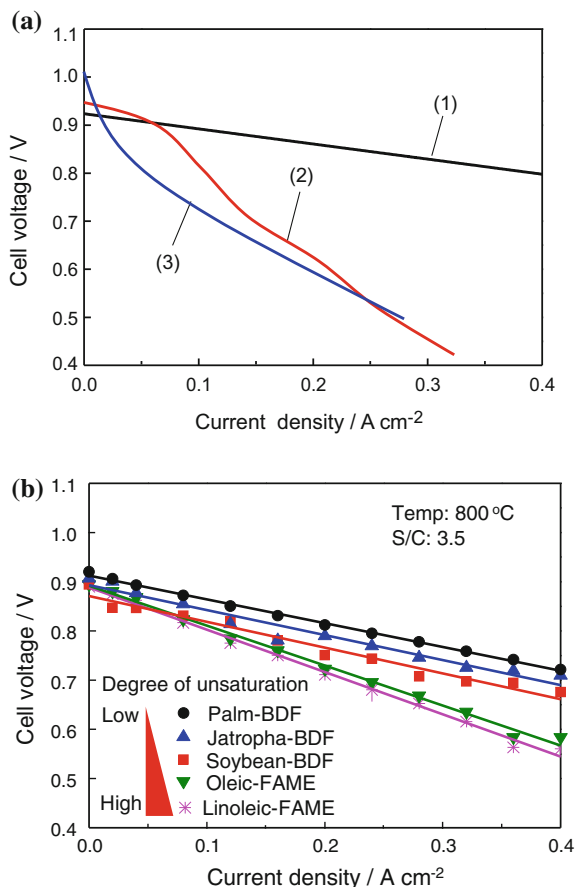 (a)
1.1
1.0
0.9
0.8
0.7
0.6
0.5
0.4
Cell voltage / V
(1)
(2)
(3)
0.0 0.1 0.2 0.3 0.4
Current density / A cm-2
(b)
1.1
1.0
0.9
0.8
0.7
0.6
0.5
0.4
Cell voltage / V
Temp: 800 oC
S/C: 3.5
Degree of unsaturation
Low
High
Palm-BDF
Jatropha-BDF
Soybean-BDF
Oleic-FAME
Linoleic-FAME
0.0 0.1 0.2 0.3 0.4
Current density / A cm-2